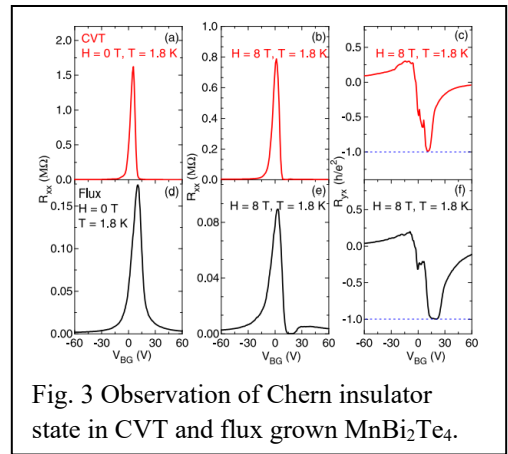 (a)
CVT
H = 0 T, T = 1.8 K
2.0
1.5
1.0
0.5
0.0
R_xx (MΩ)
(b)
H = 8 T, T = 1.8 K
0.8
0.4
0.0
R_xx (MΩ)
(c)
H = 8 T, T =1.8 K
0.5
0.0
-0.5
-1.0
R_yx (h/e²)
(d)
Flux
H = 0 T
T = 1.8 K
0.15
0.10
0.05
0.00
R_xx (MΩ)
-60 -30 0 30 60
V_BG (V)
(e)
H = 8 T, T = 1.8 K
0.08
0.04
0.00
-60 -30 0 30 60
V_BG (V)
(f)
H = 8 T, T = 1.8 K
0.5
0.0
-0.5
-1.0
-60 -30 0 30 60
V_BG (V)
Fig. 3 Observation of Chern insulator
state in CVT and flux grown MnBi₂Te₄.